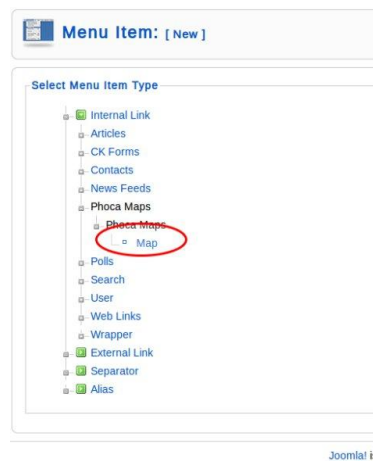 Menu Item: [ New ]
Select Menu Item Type
Internal Link
Articles
CK Forms
Contacts
News Feeds
Phoca Maps
Phoca Maps
Map
Polls
Search
User
Web Links
Wrapper
External Link
Separator
Alias
Joomla!